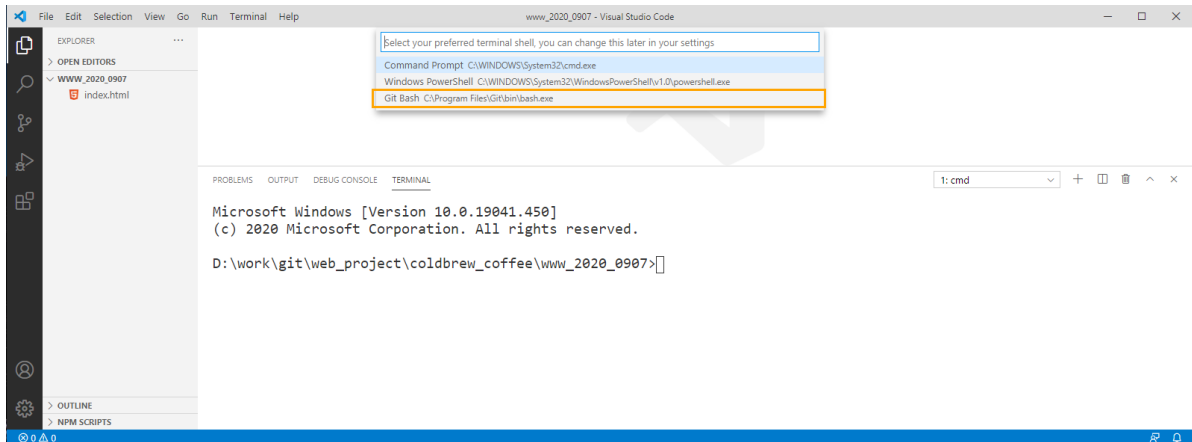 File Edit Selection View Go Run Terminal Help www_2020_0907 - Visual Studio Code
EXPLORER ...
OPEN EDITORS
WWW_2020_0907
index.html
Select your preferred terminal shell, you can change this later in your settings
Command Prompt C:\WINDOWS\System32\cmd.exe
Windows PowerShell C:\WINDOWS\System32\WindowsPowerShell\v1.0\powershell.exe
Git Bash C:\Program Files\Git\bin\bash.exe
PROBLEMS OUTPUT DEBUG CONSOLE TERMINAL 1: cmd
Microsoft Windows [Version 10.0.19041.450]
(c) 2020 Microsoft Corporation. All rights reserved.
D:\work\git\web_project\coldbrew_coffee\www_2020_0907>
OUTLINE
NPM SCRIPTS
0 0